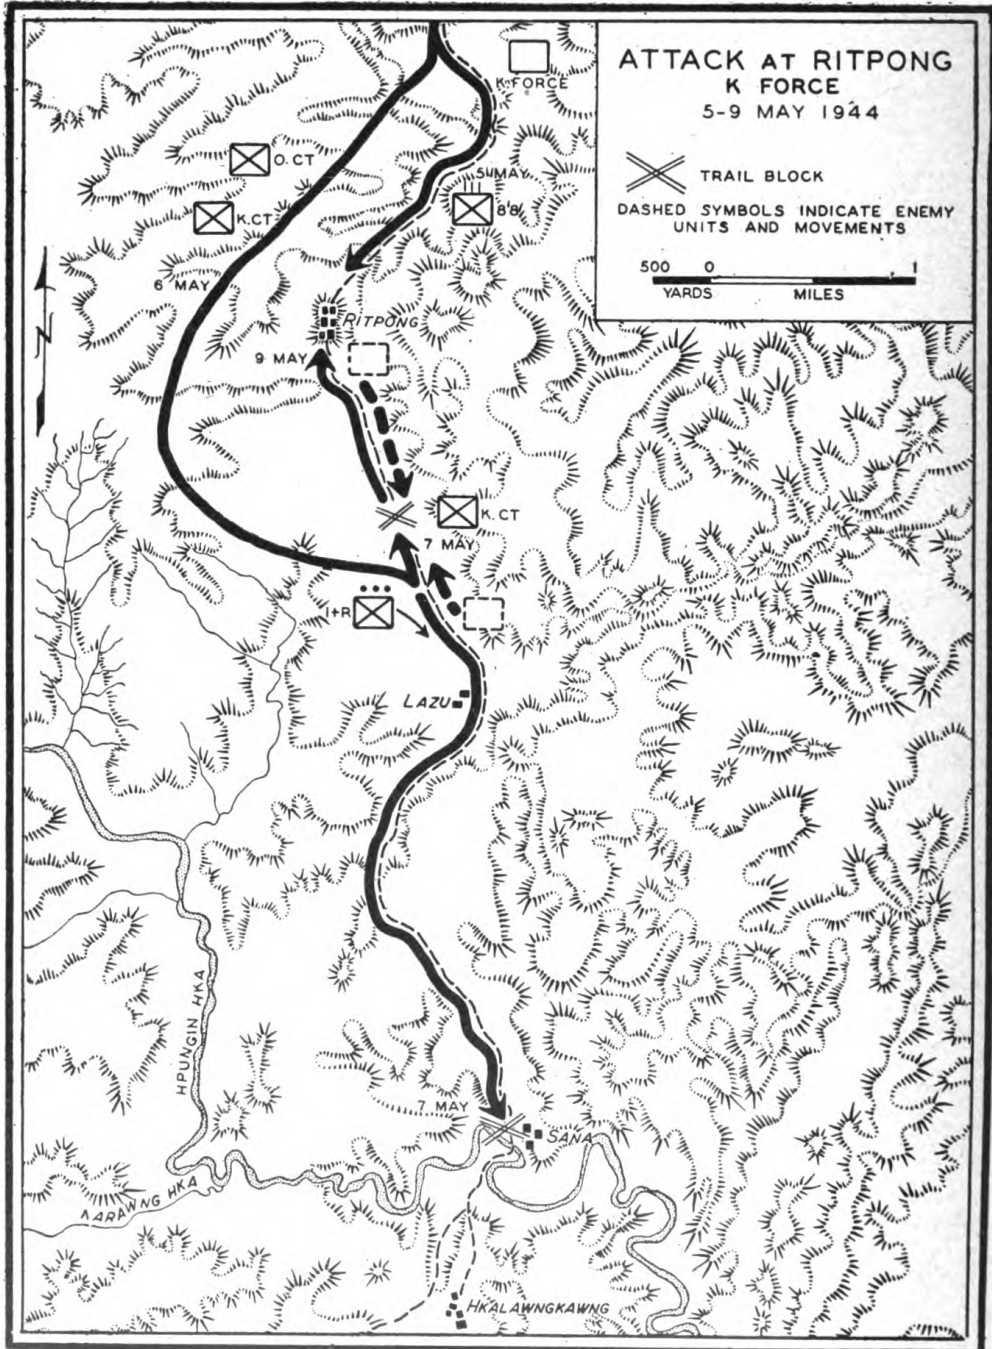 ATTACK AT RITPONG
K FORCE
5-9 MAY 1944
TRAIL BLOCK
DASHED SYMBOLS INDICATE ENEMY
UNITS AND MOVEMENTS
500 0 1
YARDS MILES
K FORCE
O. CT
K. CT
5 MAY
8'8
6 MAY
N
RITPONG
9 MAY
K. CT
7 MAY
I+R
LAZU
HPUNGIN HKA
7 MAY
SANA
NARAWNG HKA
HKALAWNGKAWNG